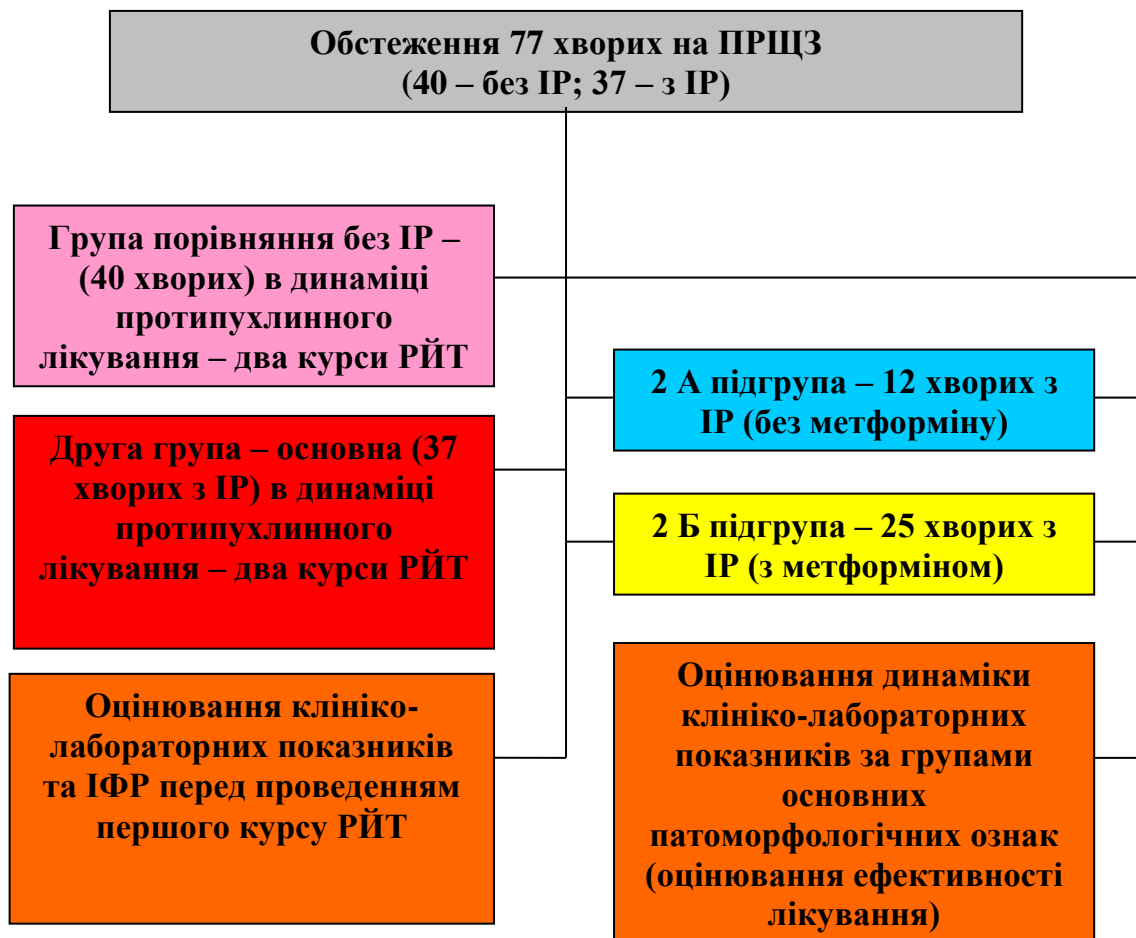 Обстеження 77 хворих на ПРЩЗ
(40 – без ІР; 37 – з ІР)
Група порівняння без ІР –
(40 хворих) в динаміці
протипухлинного
лікування – два курси РЙТ
Друга група – основна (37
хворих з ІР) в динаміці
протипухлинного
лікування – два курси РЙТ
Оцінювання клініко-
лабораторних показників
та ІФР перед проведенням
першого курсу РЙТ
2 А підгрупа – 12 хворих з
ІР (без метформіну)
2 Б підгрупа – 25 хворих з
ІР (з метформіном)
Оцінювання динаміки
клініко-лабораторних
показників за групами
основних
патоморфологічних ознак
(оцінювання ефективності
лікування)